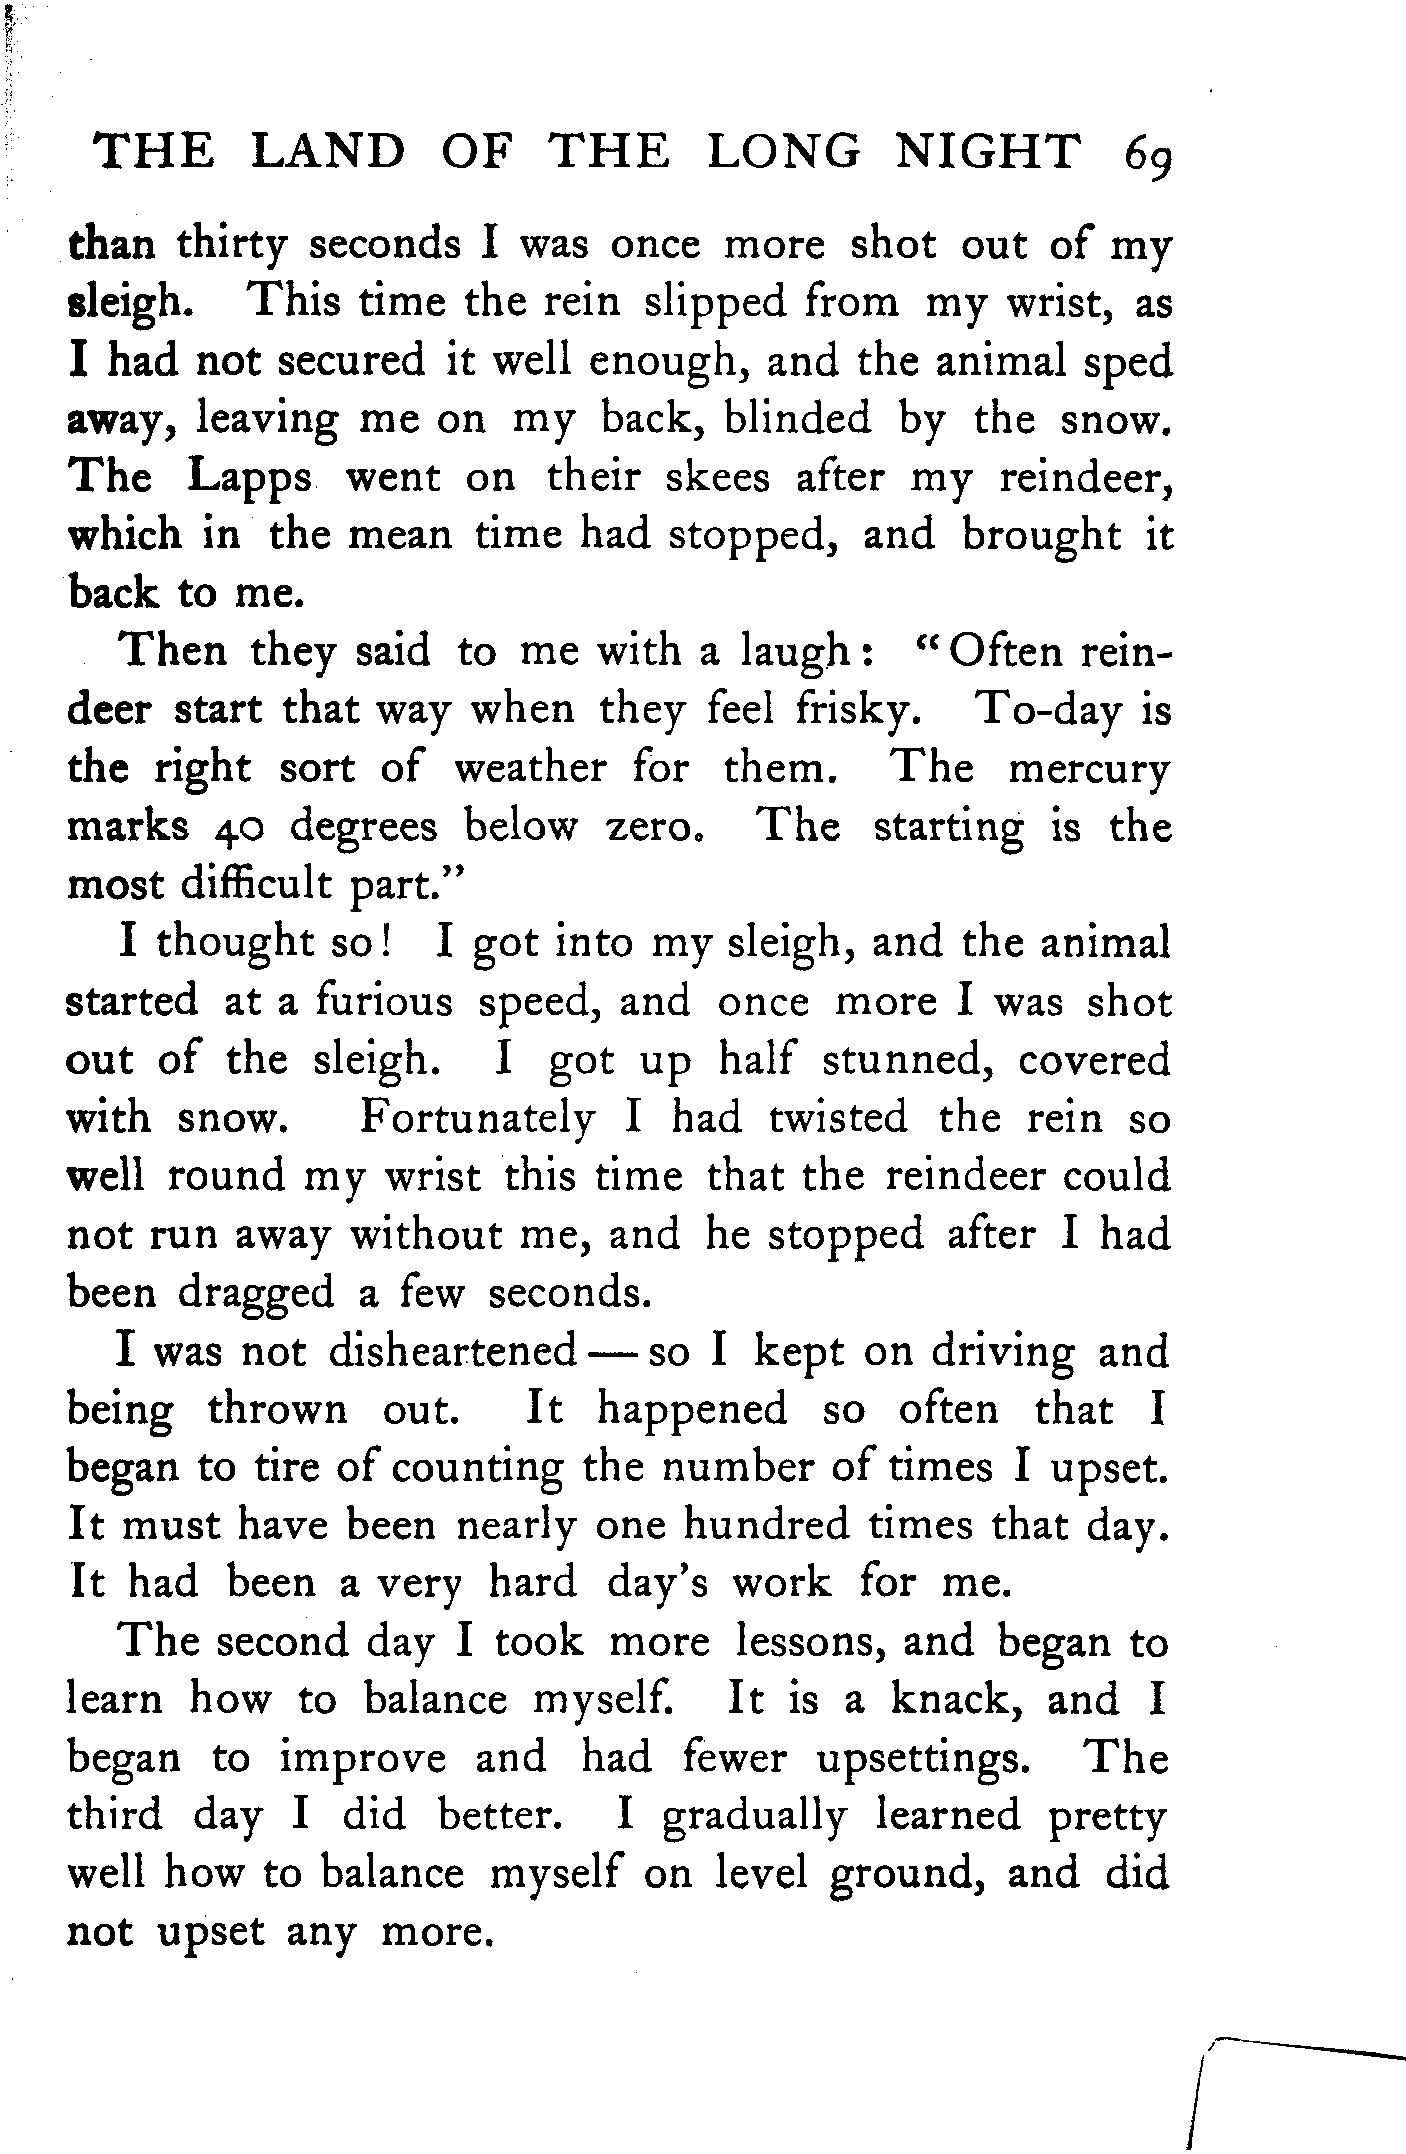 THE LAND OF THE LONG NIGHT 69
than thirty seconds I was once more shot out of my
sleigh. This time the rein slipped from my wrist, as
I had not secured it well enough, and the animal sped
away, leaving me on my back, blinded by the snow.
The Lapps went on their skees after my reindeer,
which in the mean time had stopped, and brought it
back to me.
Then they said to me with a laugh: “Often rein-
deer start that way when they feel frisky. To-day is
the right sort of weather for them. The mercury
marks 40 degrees below zero. The starting is the
most difficult part.”
I thought so! I got into my sleigh, and the animal
started at a furious speed, and once more I was shot
out of the sleigh. I got up half stunned, covered
with snow. Fortunately I had twisted the rein so
well round my wrist this time that the reindeer could
not run away without me, and he stopped after I had
been dragged a few seconds.
I was not disheartened — so I kept on driving and
being thrown out. It happened so often that I
began to tire of counting the number of times I upset.
It must have been nearly one hundred times that day.
It had been a very hard day's work for me.
The second day I took more lessons, and began to
learn how to balance myself. It is a knack, and I
began to improve and had fewer upsettings. The
third day I did better. I gradually learned pretty
well how to balance myself on level ground, and did
not upset any more.